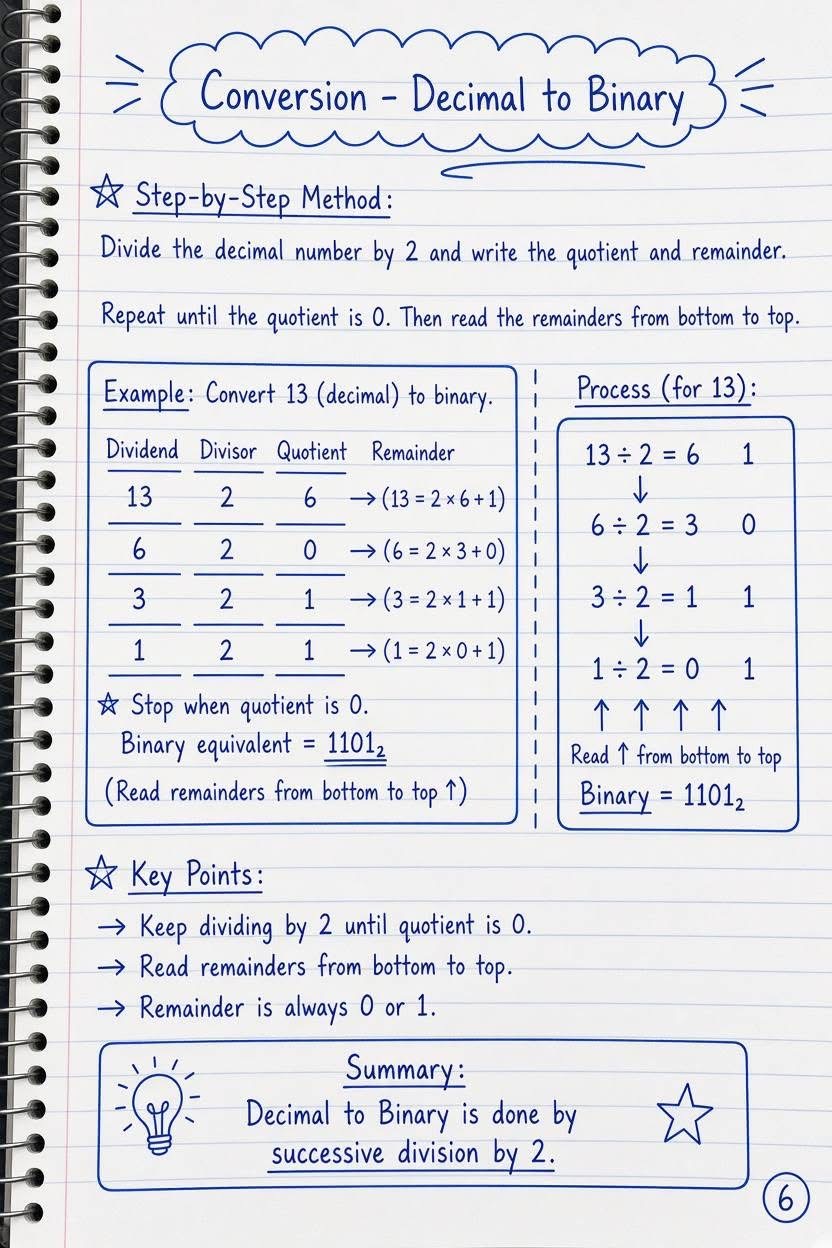 Conversion - Decimal to Binary
☆ Step-by-Step Method:
Divide the decimal number by 2 and write the quotient and remainder.
Repeat until the quotient is 0. Then read the remainders from bottom to top.
Example: Convert 13 (decimal) to binary.
Dividend Divisor Quotient Remainder
13 2 6 → (13 = 2 × 6 + 1)
6 2 0 → (6 = 2 × 3 + 0)
3 2 1 → (3 = 2 × 1 + 1)
1 2 1 → (1 = 2 × 0 + 1)
☆ Stop when quotient is 0.
Binary equivalent = 1101₂
(Read remainders from bottom to top ↑)
Process (for 13):
13 ÷ 2 = 6 1
↓
6 ÷ 2 = 3 0
↓
3 ÷ 2 = 1 1
↓
1 ÷ 2 = 0 1
↑ ↑ ↑ ↑
Read ↑ from bottom to top
Binary = 1101₂
☆ Key Points:
→ Keep dividing by 2 until quotient is 0.
→ Read remainders from bottom to top.
→ Remainder is always 0 or 1.
Summary:
Decimal to Binary is done by
successive division by 2.
6